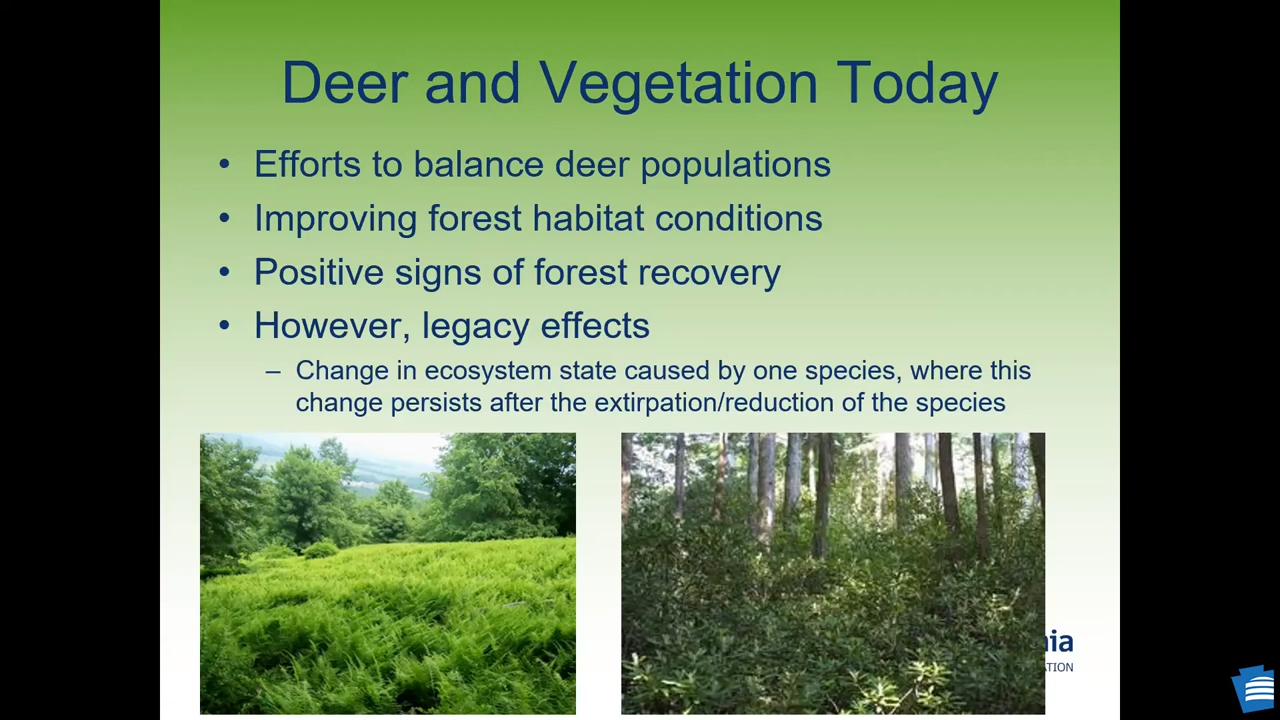 Deer and Vegetation Today
• Efforts to balance deer populations
• Improving forest habitat conditions
• Positive signs of forest recovery
• However, legacy effects
– Change in ecosystem state caused by one species, where this
change persists after the extirpation/reduction of the species